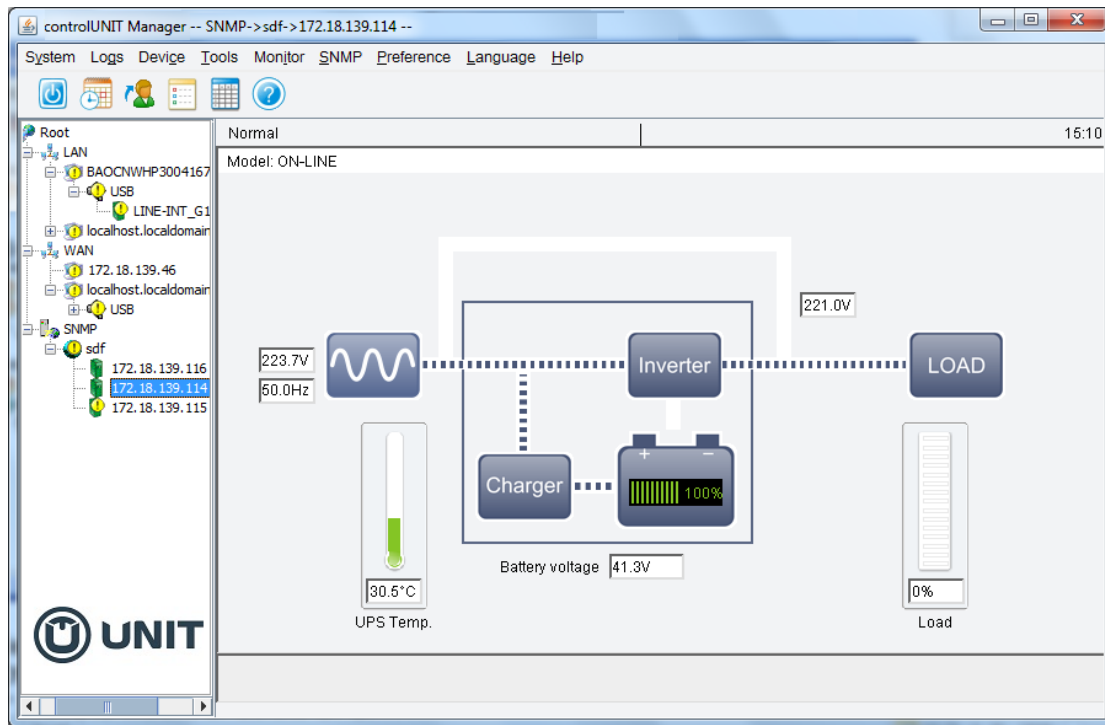 controlUNIT Manager -- SNMP->sdf->172.18.139.114 --
System Logs Device Tools Monitor SNMP Preference Language Help
Root
LAN
BAOCNWHP3004167
USB
LINE-INT_G1
localhost.localdomain
WAN
172.18.139.46
localhost.localdomain
USB
SNMP
sdf
172.18.139.116
172.18.139.114
172.18.139.115
UNIT
Normal 15:10
Model: ON-LINE
221.0V
223.7V
50.0Hz
Inverter
LOAD
Charger
+ −
100%
Battery voltage 41.3V
30.5°C
UPS Temp.
0%
Load